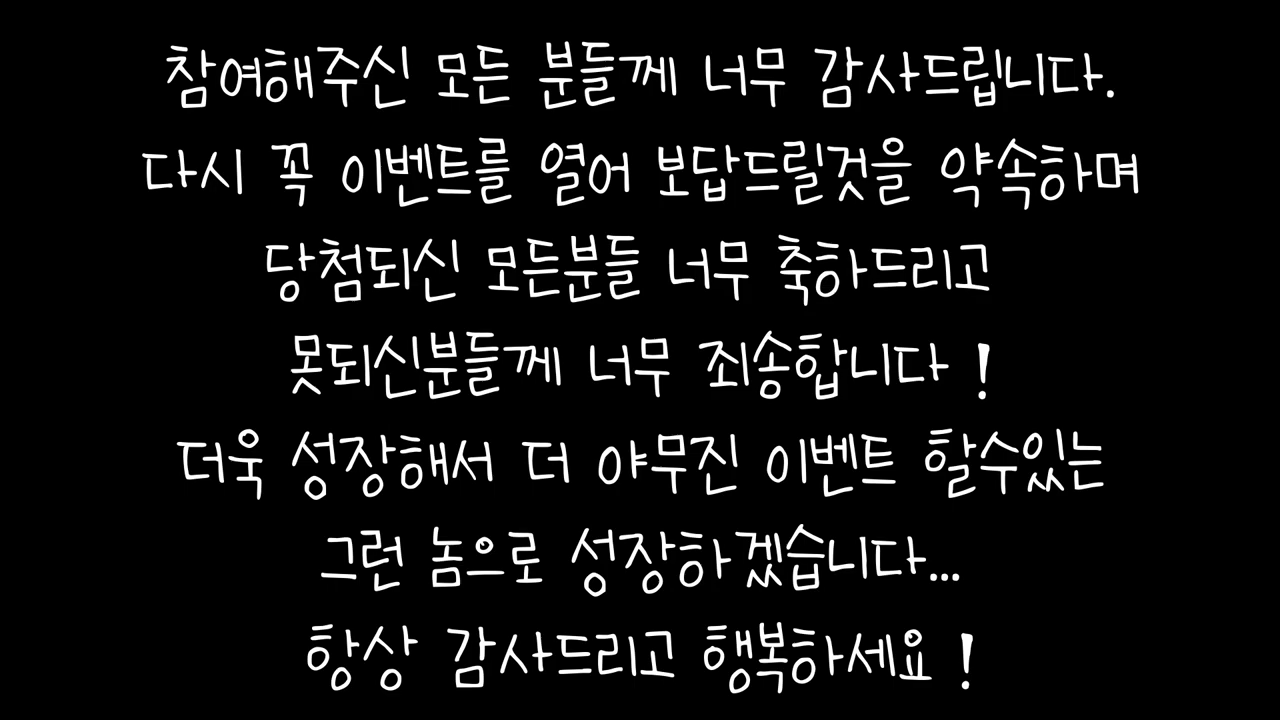 참여해주신 모든 분들께 너무 감사드립니다.
다시 꼭 이벤트를 열어 보답드릴것을 약속하며
당첨되신 모든분들 너무 축하드리고
못되신분들께 너무 죄송합니다 !
더욱 성장해서 더 야무진 이벤트 할수있는
그런 놈으로 성장하겠습니다...
항상 감사드리고 행복하세요 !